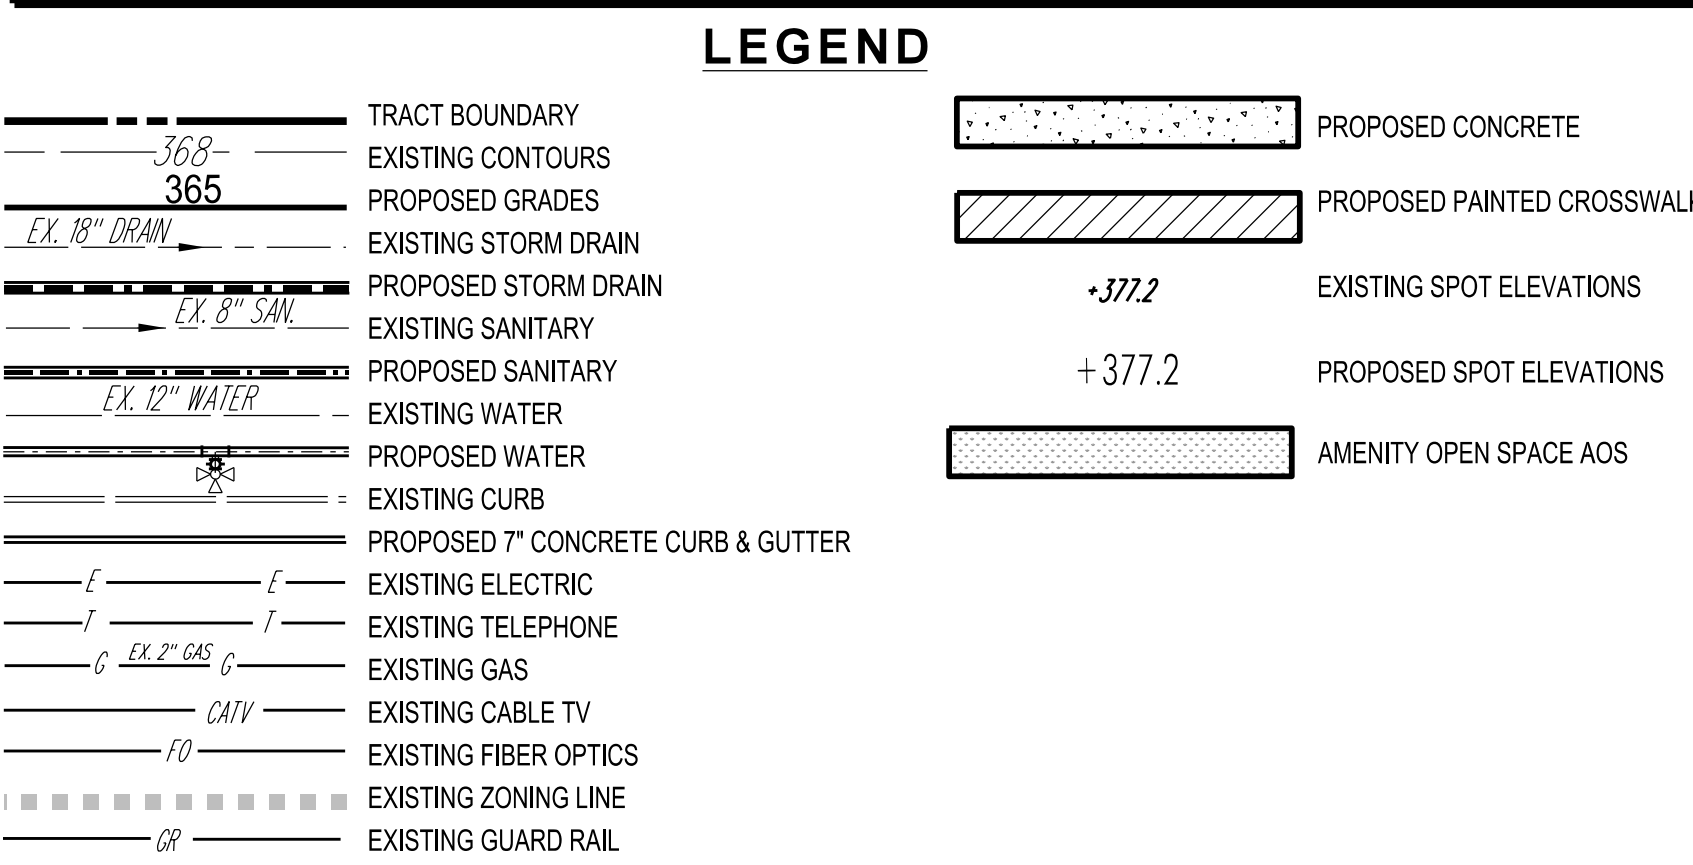 LEGEND
TRACT BOUNDARY
368
EXISTING CONTOURS
365
PROPOSED GRADES
EX. 18" DRAIN
EXISTING STORM DRAIN
PROPOSED STORM DRAIN
EX. 8" SAN.
EXISTING SANITARY
PROPOSED SANITARY
EX. 12" WATER
EXISTING WATER
PROPOSED WATER
EXISTING CURB
PROPOSED 7" CONCRETE CURB & GUTTER
E E EXISTING ELECTRIC
T T EXISTING TELEPHONE
G EX. 2" GAS G EXISTING GAS
CATV EXISTING CABLE TV
FO EXISTING FIBER OPTICS
EXISTING ZONING LINE
GR EXISTING GUARD RAIL
PROPOSED CONCRETE
PROPOSED PAINTED CROSSWALK
+377.2 EXISTING SPOT ELEVATIONS
+377.2 PROPOSED SPOT ELEVATIONS
AMENITY OPEN SPACE AOS